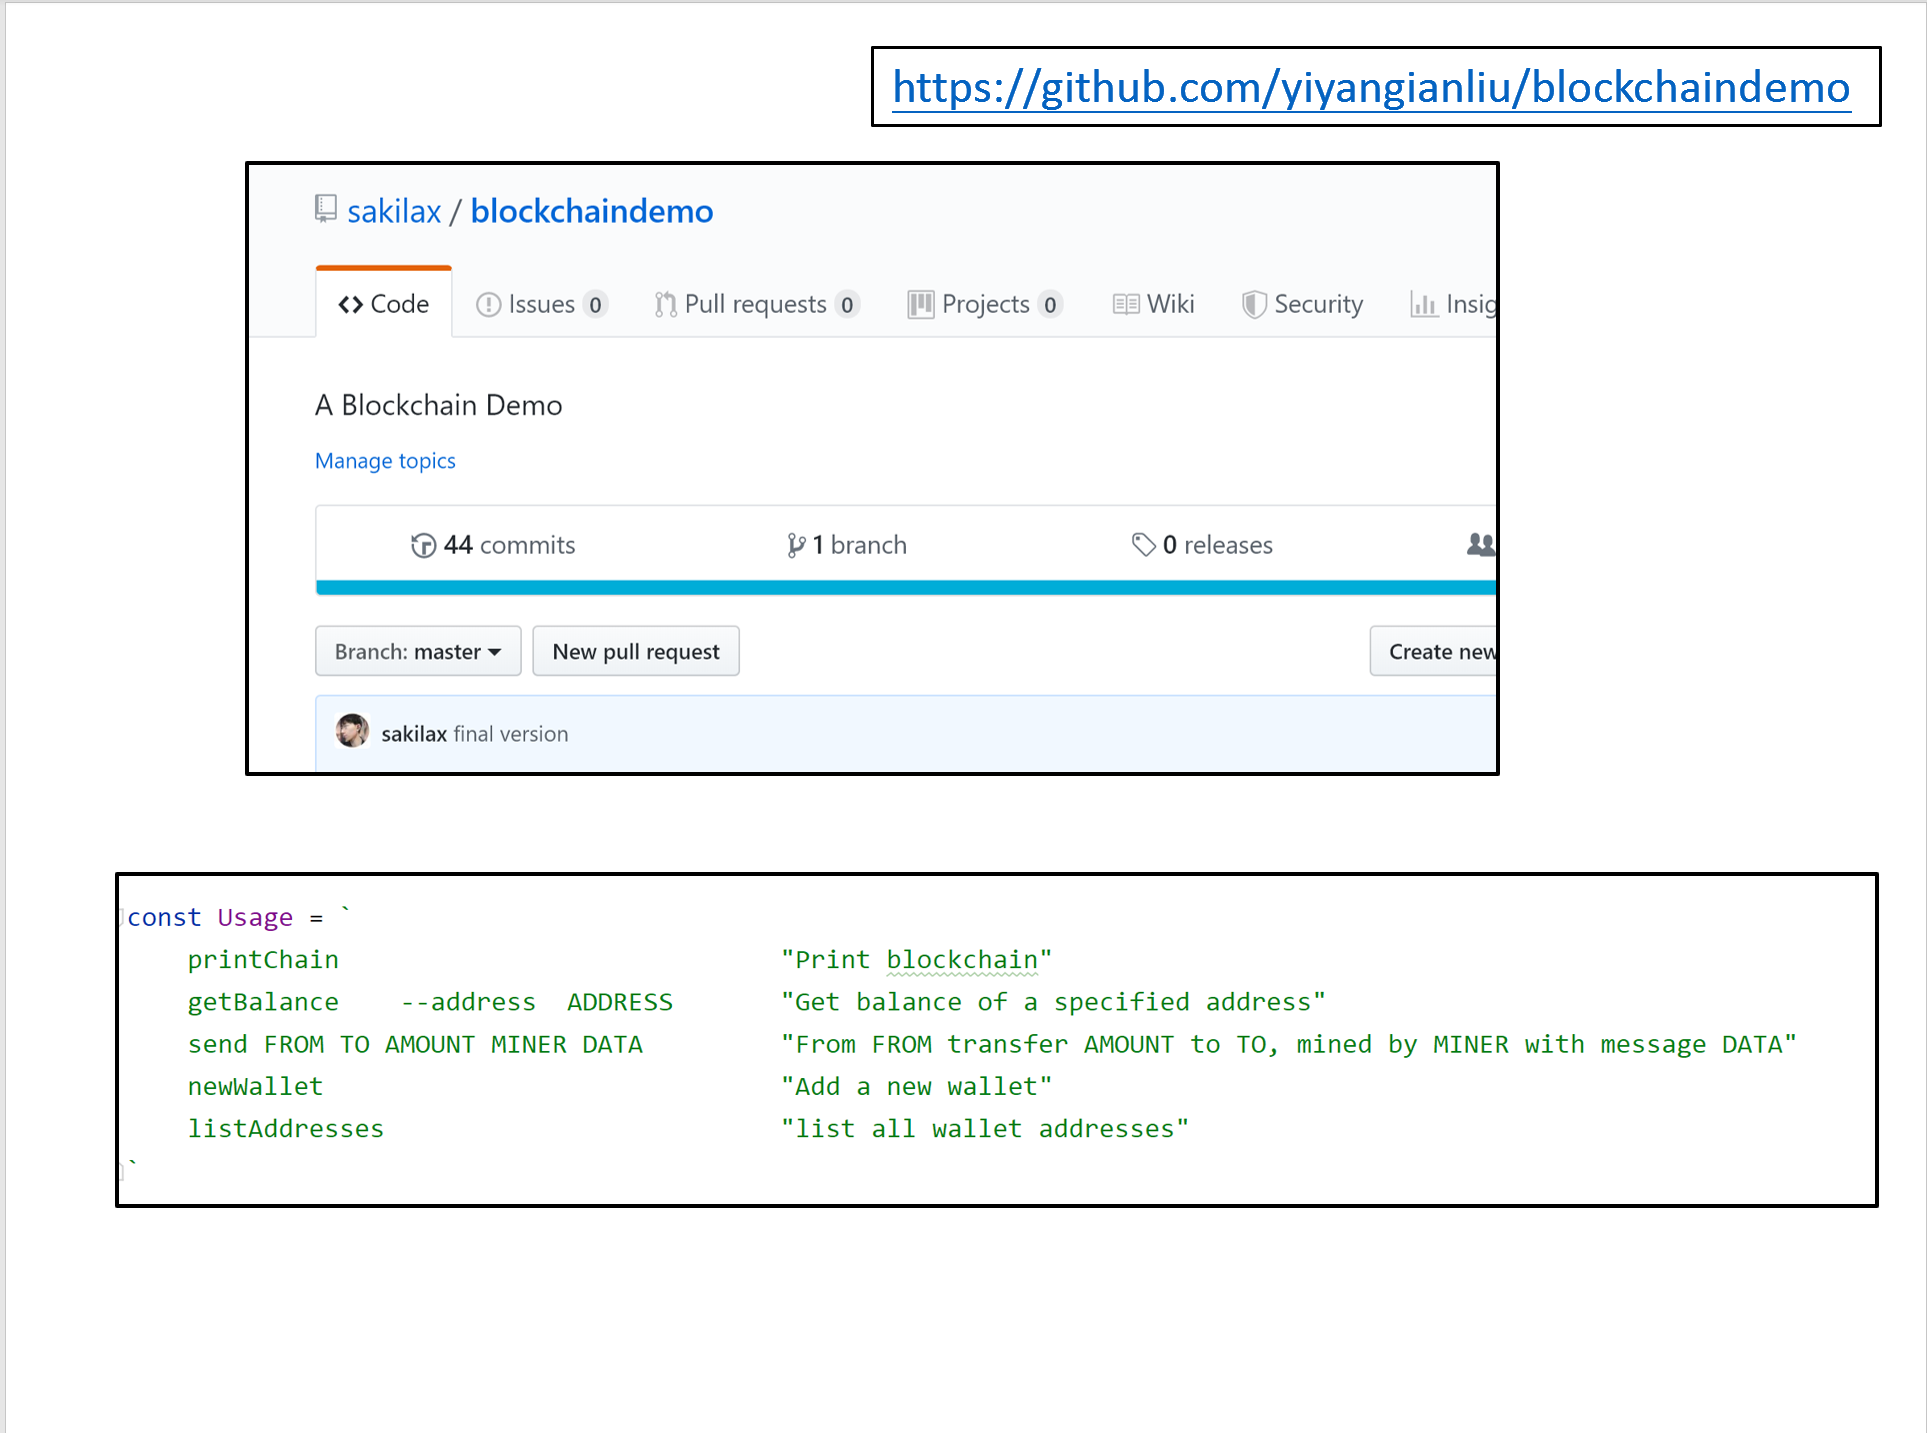 https://github.com/yiyangianliu/blockchaindemo
sakilax / blockchaindemo
Code Issues 0 Pull requests 0 Projects 0 Wiki Security Insig
A Blockchain Demo
Manage topics
44 commits 1 branch 0 releases
Branch: master New pull request Create new
sakilax final version
const Usage = `
printChain "Print blockchain"
getBalance --address ADDRESS "Get balance of a specified address"
send FROM TO AMOUNT MINER DATA "From FROM transfer AMOUNT to TO, mined by MINER with message DATA"
newWallet "Add a new wallet"
listAddresses "list all wallet addresses"
`